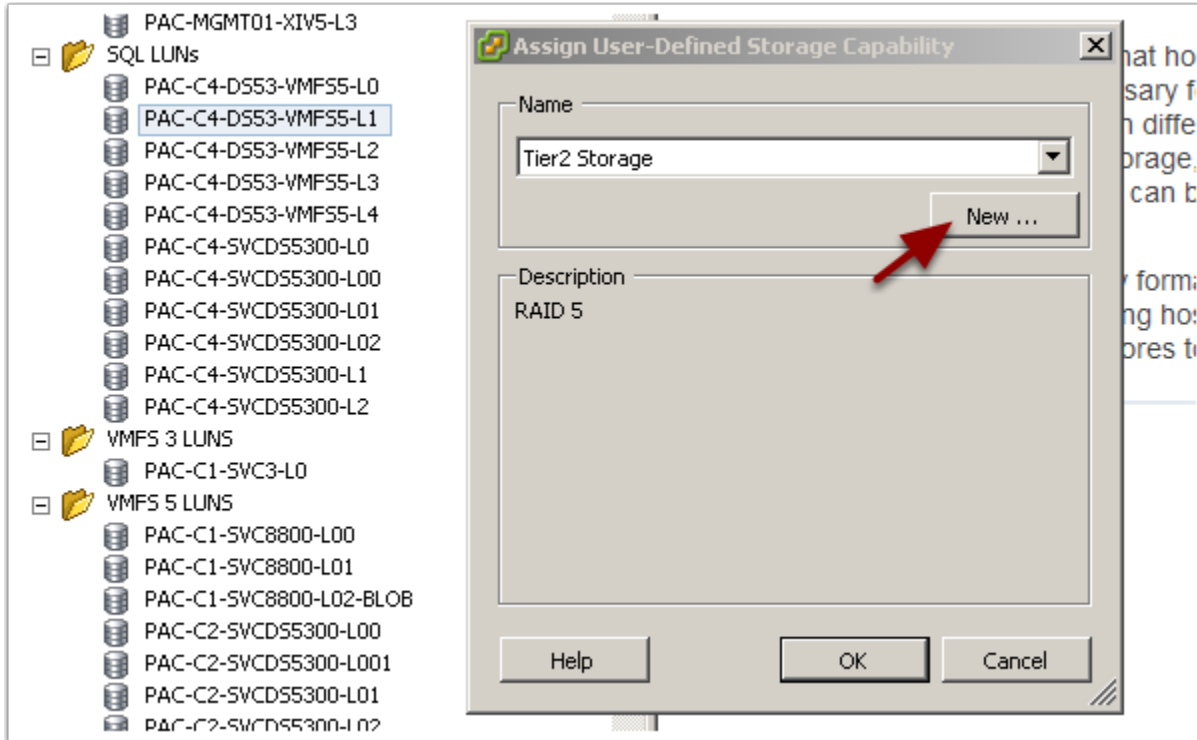 PAC-MGMT01-XIV5-L3
SQL LUNs
PAC-C4-DS53-VMFS5-L0
PAC-C4-DS53-VMFS5-L1
PAC-C4-DS53-VMFS5-L2
PAC-C4-DS53-VMFS5-L3
PAC-C4-DS53-VMFS5-L4
PAC-C4-SVCDS5300-L0
PAC-C4-SVCDS5300-L00
PAC-C4-SVCDS5300-L01
PAC-C4-SVCDS5300-L02
PAC-C4-SVCDS5300-L1
PAC-C4-SVCDS5300-L2
VMFS 3 LUNS
PAC-C1-SVC3-L0
VMFS 5 LUNS
PAC-C1-SVC8800-L00
PAC-C1-SVC8800-L01
PAC-C1-SVC8800-L02-BLOB
PAC-C2-SVCDS5300-L00
PAC-C2-SVCDS5300-L001
PAC-C2-SVCDS5300-L01
PAC-C2-SVCDS5300-L02
Assign User-Defined Storage Capability
Name
Tier2 Storage
New ...
Description
RAID 5
Help
OK
Cancel
can